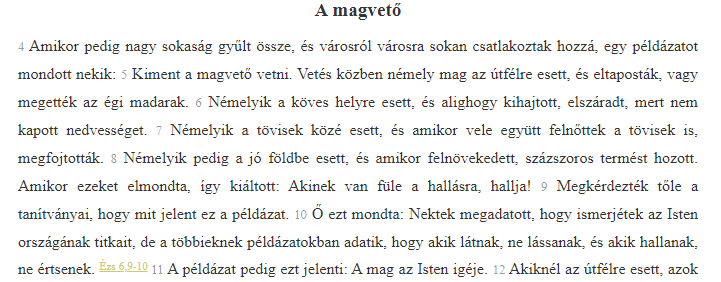 A magvető
4 Amikor pedig nagy sokaság gyűlt össze, és városról városra sokan csatlakoztak hozzá, egy példázatot
mondott nekik: 5 Kiment a magvető vetni. Vetés közben némely mag az útfélre esett, és eltaposták, vagy
megették az égi madarak. 6 Némelyik a köves helyre esett, és alighogy kihajtott, elszáradt, mert nem
kapott nedvességet. 7 Némelyik a tövisek közé esett, és amikor vele együtt felnőttek a tövisek is,
megfojtották. 8 Némelyik pedig a jó földbe esett, és amikor felnövekedett, százszoros termést hozott.
Amikor ezeket elmondta, így kiáltott: Akinek van füle a hallásra, hallja! 9 Megkérdezték tőle a
tanítványai, hogy mit jelent ez a példázat. 10 Ő ezt mondta: Nektek megadatott, hogy ismerjétek az Isten
országának titkait, de a többieknek példázatokban adatik, hogy akik látnak, ne lássanak, és akik hallanak,
ne értsenek. Ézs 6,9-10 11 A példázat pedig ezt jelenti: A mag az Isten igéje. 12 Akiknél az útfélre esett, azok